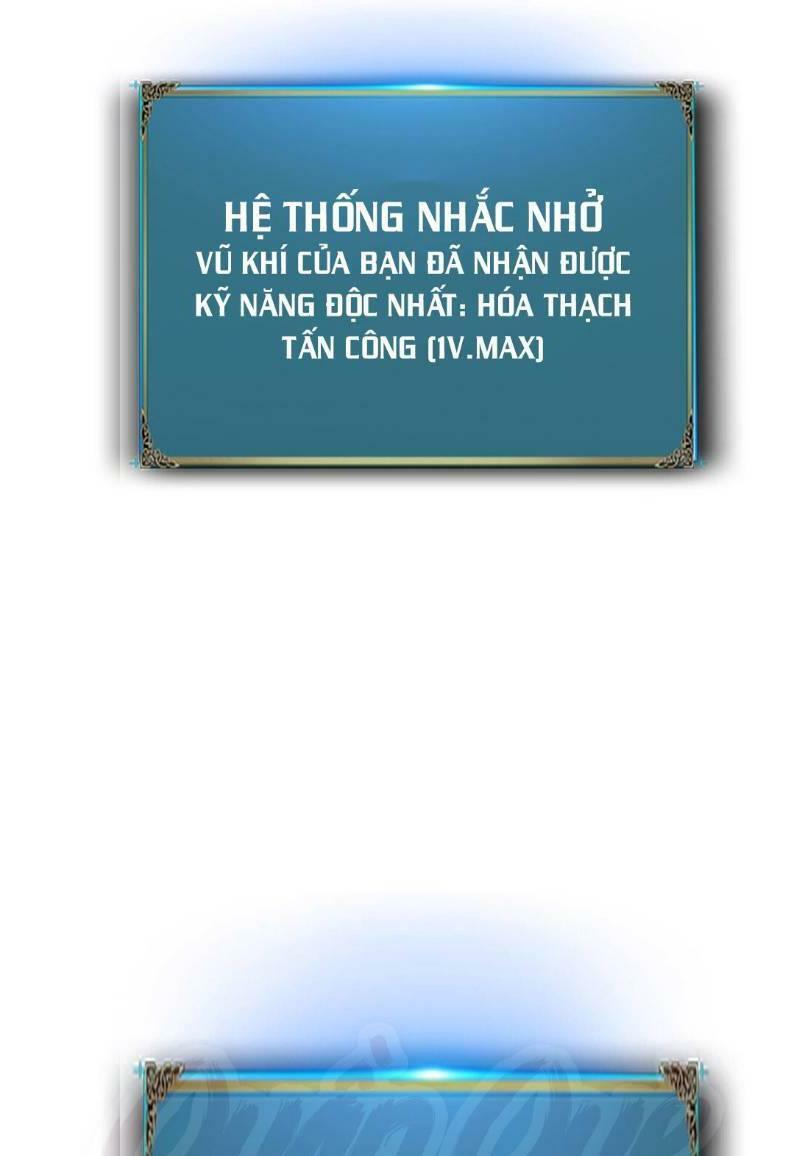 HỆ THỐNG NHẮC NHỞ
VŨ KHÍ CỦA BẠN ĐÃ NHẬN ĐƯỢC
KỸ NĂNG ĐỘC NHẤT: HÓA THẠCH
TẤN CÔNG (1V.MAX)